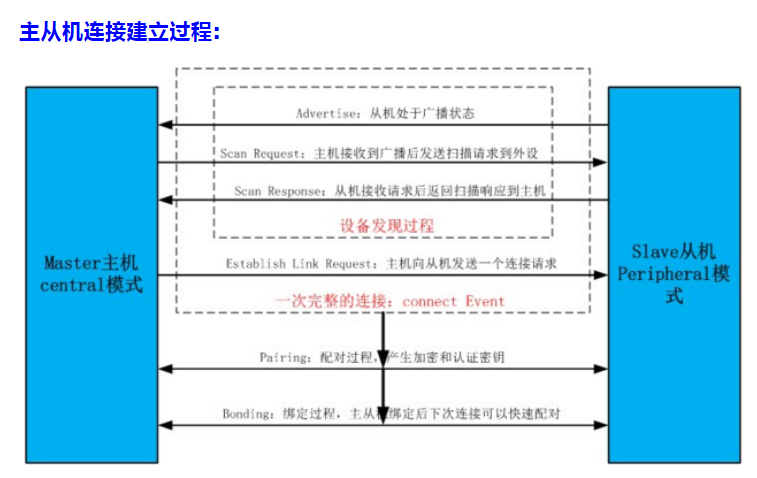 主从机连接建立过程:
Advertise: 从机处于广播状态
Scan Request: 主机接收到广播后发送扫描请求到外设
Scan Response: 从机接收请求后返回扫描响应到主机
设备发现过程
Master主机
central模式
Slave从机
Peripheral模
式
Establish Link Request: 主机向从机发送一个连接请求
一次完整的连接: connect Event
Pairing: 配对过程,产生加密和认证密钥
Bonding: 绑定过程,主从机绑定后下次连接可以快速配对